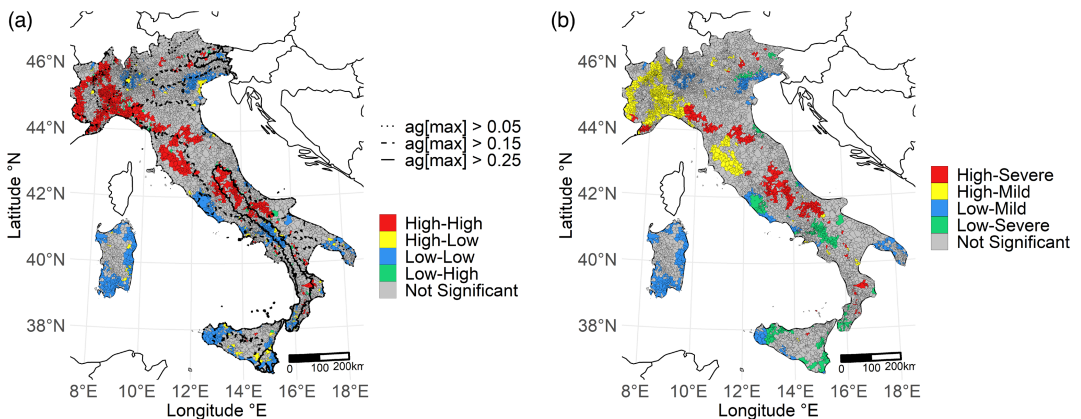 (a)
46°N
44°N
42°N
40°N
38°N
Latitude °N
8°E 10°E 12°E 14°E 16°E 18°E
Longitude °E
0 100 200km
ag[max] > 0.05
ag[max] > 0.15
ag[max] > 0.25
High-High
High-Low
Low-Low
Low-High
Not Significant
(b)
46°N
44°N
42°N
40°N
38°N
Latitude °N
8°E 10°E 12°E 14°E 16°E 18°E
Longitude °E
0 100 200km
High-Severe
High-Mild
Low-Mild
Low-Severe
Not Significant